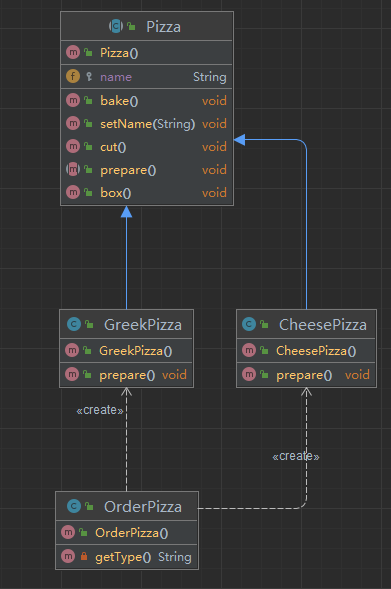 Pizza
Pizza()
name String
bake() void
setName(String) void
cut() void
prepare() void
box() void
GreekPizza
GreekPizza()
prepare() void
CheesePizza
CheesePizza()
prepare() void
«create»
«create»
OrderPizza
OrderPizza()
getType() String